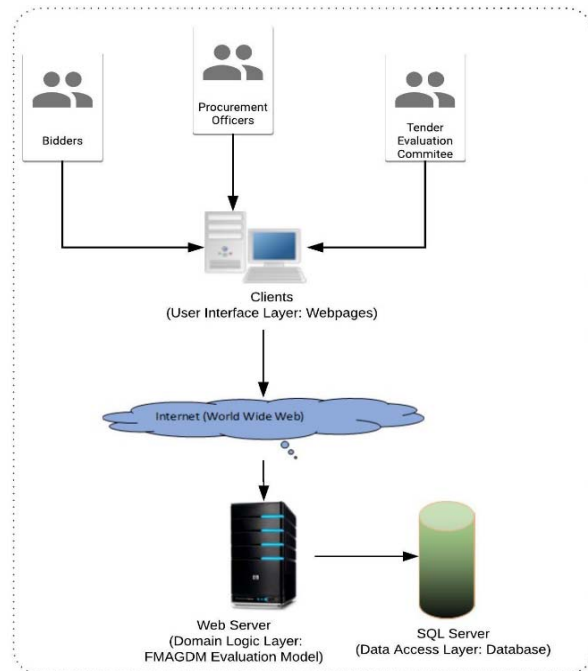 Bidders
Procurement
Officers
Tender
Evaluation
Commitee
Clients
(User Interface Layer: Webpages)
Internet (World Wide Web)
Web Server
(Domain Logic Layer:
FMAGDM Evaluation Model)
SQL Server
(Data Access Layer: Database)